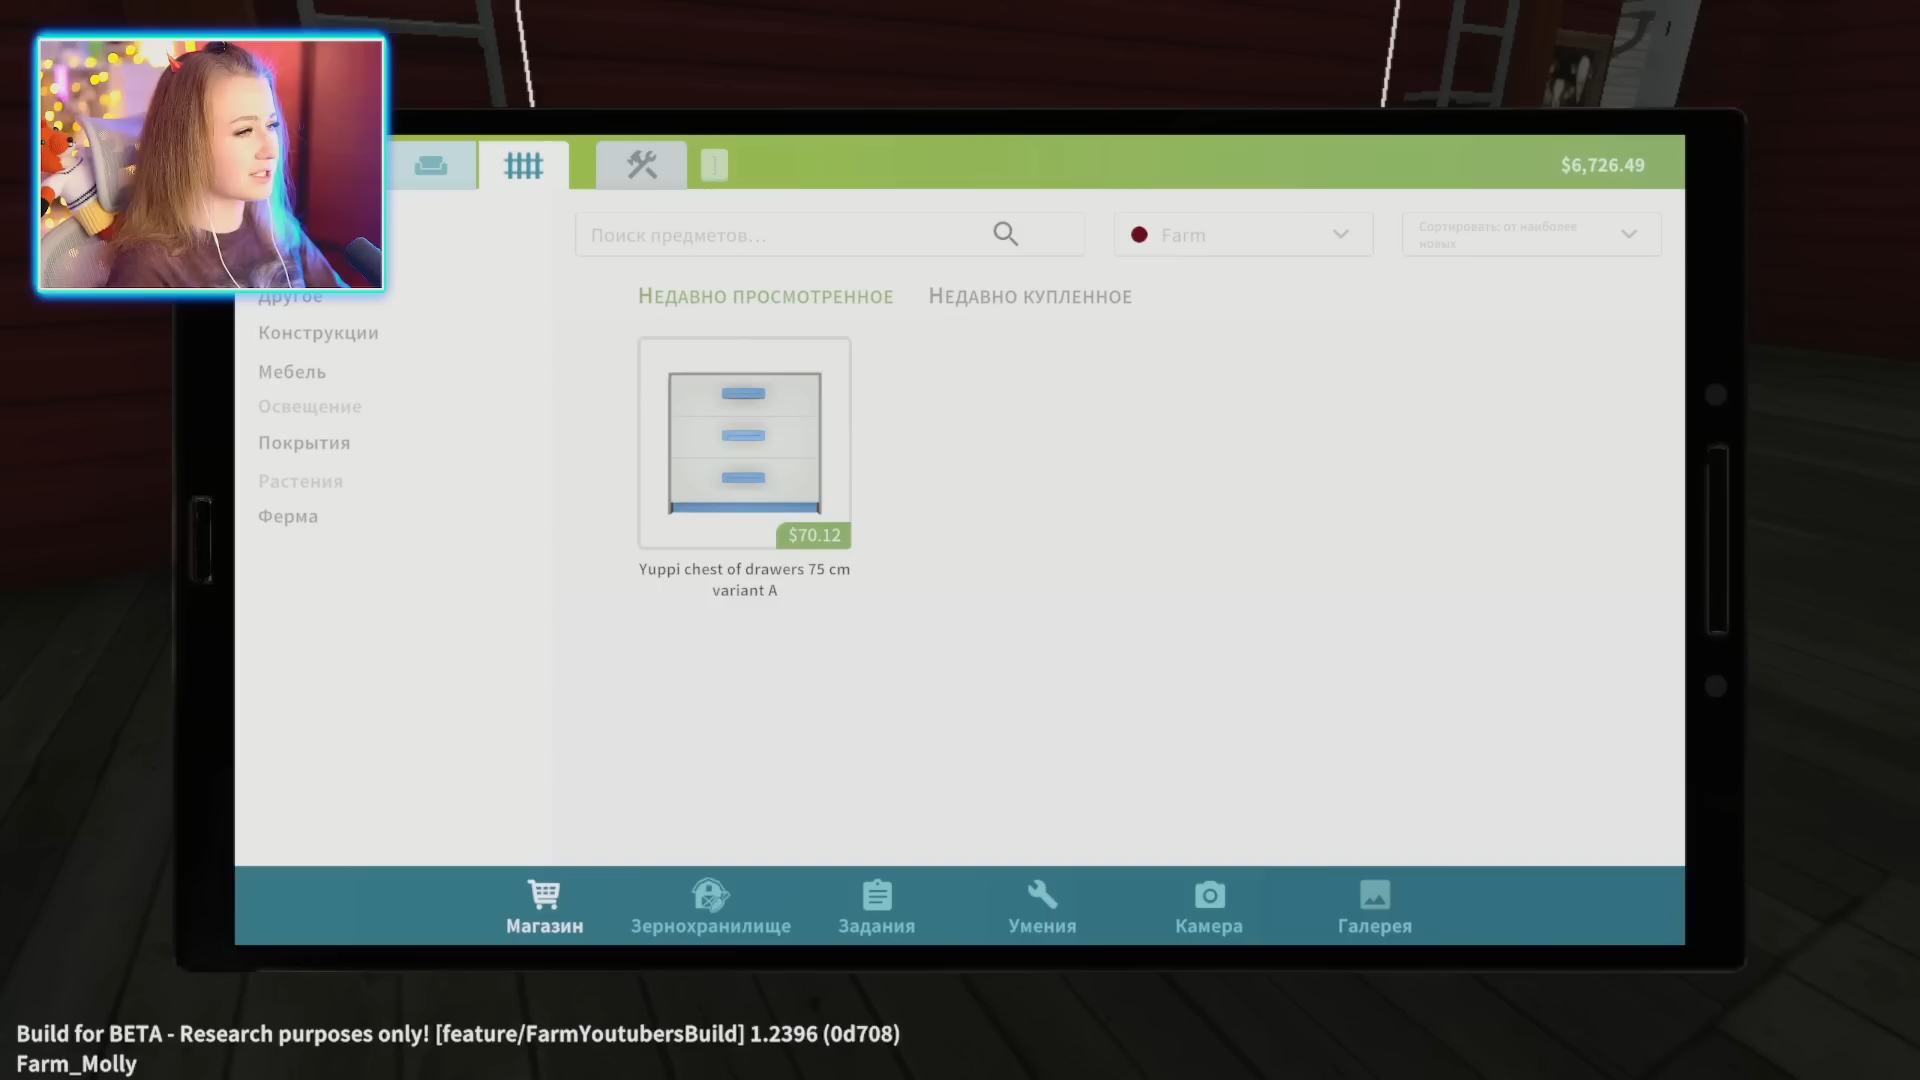 ]
$6,726.49
Поиск предметов...
Farm
Сортировать: от наиболее
новых
Другое
Конструкции
Мебель
Освещение
Покрытия
Растения
Ферма
Недавно просмотренное
Недавно купленное
$70.12
Yuppi chest of drawers 75 cm
variant A
Магазин
Зернохранилище
Задания
Умения
Камера
Галерея
Build for BETA - Research purposes only! [feature/FarmYoutubersBuild] 1.2396 (0d708)
Farm_Molly